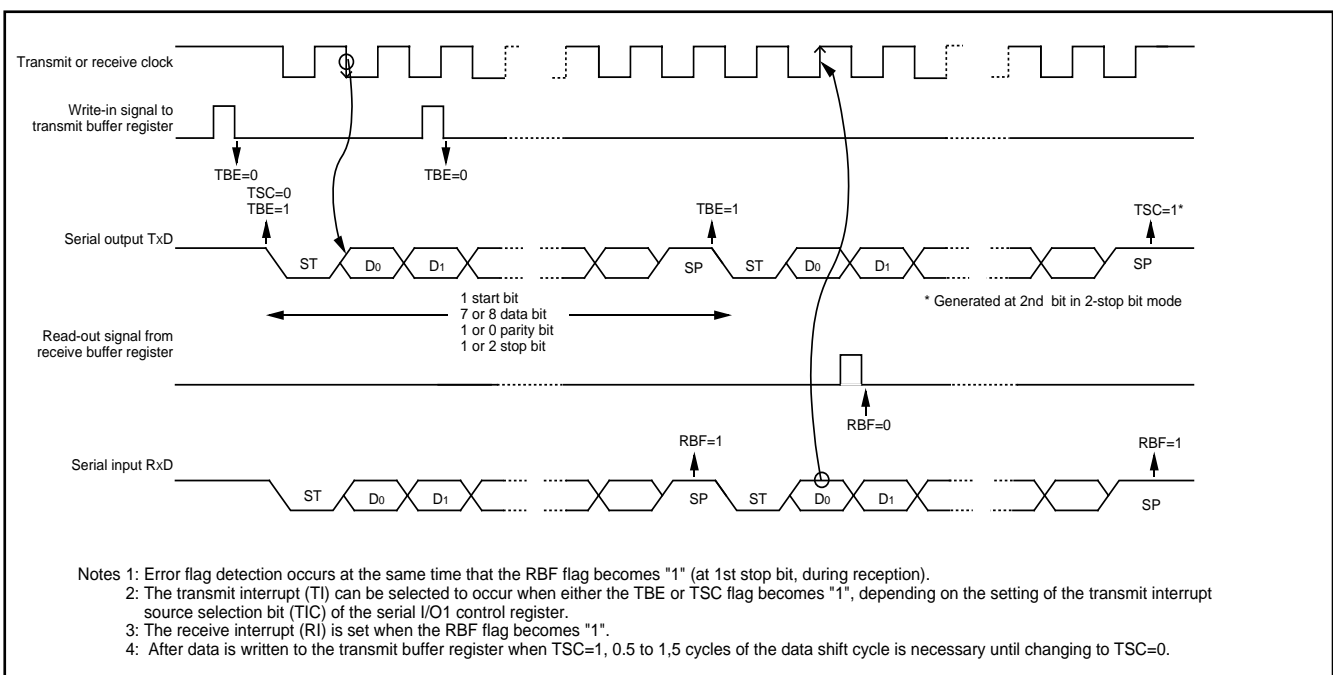 Transmit or receive clock
Write-in signal to
transmit buffer register
TBE=0
TBE=0
TSC=0
TBE=1
TBE=1
TSC=1*
Serial output TxD
ST
D0
D1
SP
ST
D0
D1
SP
1 start bit
7 or 8 data bit
1 or 0 parity bit
1 or 2 stop bit
* Generated at 2nd bit in 2-stop bit mode
Read-out signal from
receive buffer register
RBF=0
RBF=1
RBF=1
Serial input RxD
ST
D0
D1
SP
ST
D0
D1
SP
Notes 1: Error flag detection occurs at the same time that the RBF flag becomes "1" (at 1st stop bit, during reception).
2: The transmit interrupt (TI) can be selected to occur when either the TBE or TSC flag becomes "1", depending on the setting of the transmit interrupt
source selection bit (TIC) of the serial I/O1 control register.
3: The receive interrupt (RI) is set when the RBF flag becomes "1".
4: After data is written to the transmit buffer register when TSC=1, 0.5 to 1,5 cycles of the data shift cycle is necessary until changing to TSC=0.